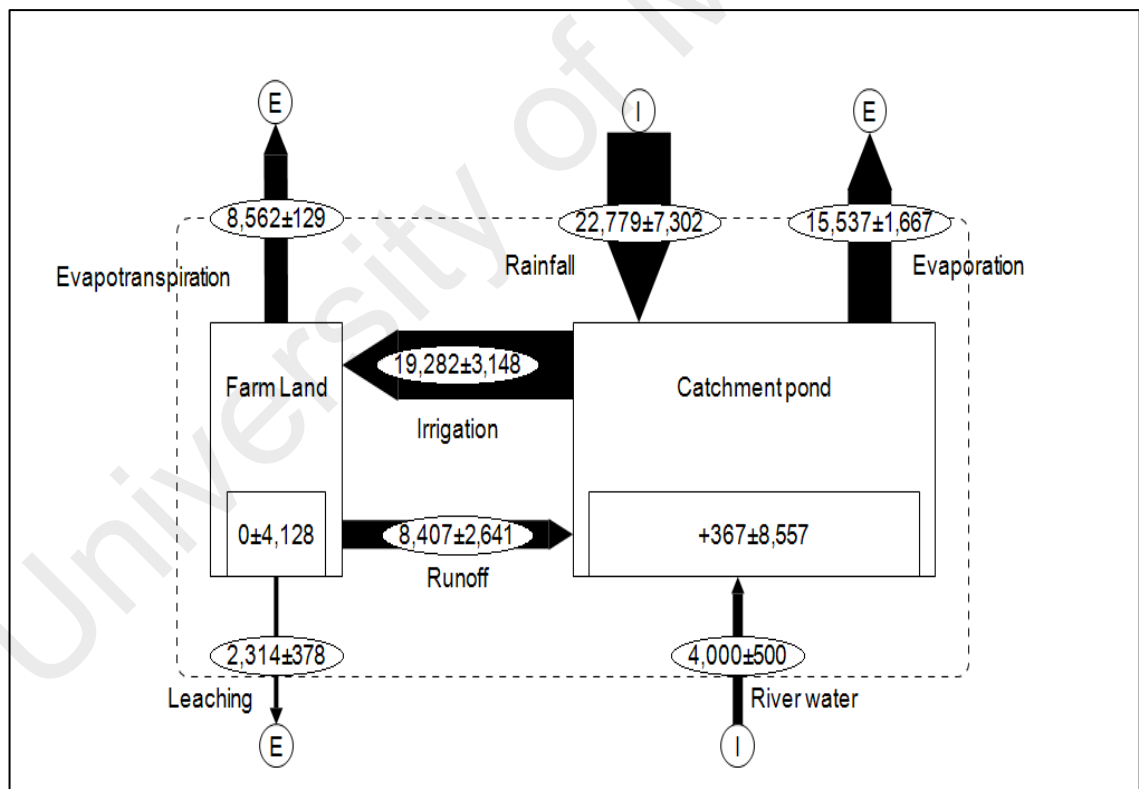 University of M
E
I
E
8,562±129
22,779±7,302
15,537±1,667
Evapotranspiration
Rainfall
Evaporation
19,282±3,148
Farm Land
Catchment pond
Irrigation
0±4,128
8,407±2,641
+367±8,557
Runoff
2,314±378
4,000±500
Leaching
River water
E
I